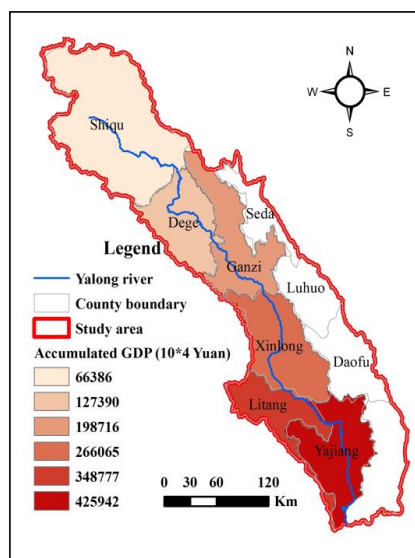 N
W E
S
Shiqu
Seda
Dege
Legend
Ganzi
Yalong river
Luhuo
County boundary
Study area
Xinlong
Daofu
Accumulated GDP (10*4 Yuan)
66386
127390
Litang
198716
Yajiang
266065
348777
0 30 60 120
425942
Km